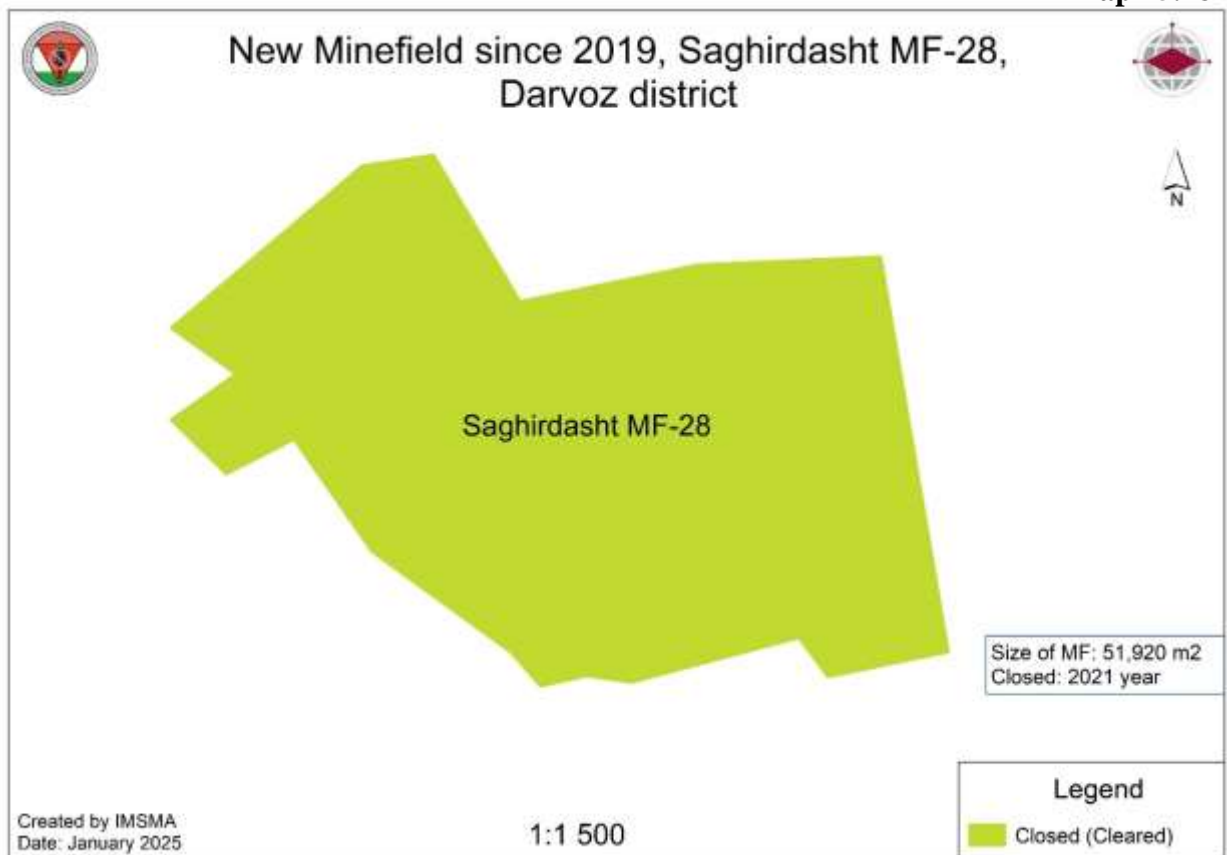 New Minefield since 2019, Saghirdasht MF-28,
Darvoz district
N
Saghirdasht MF-28
Size of MF: 51,920 m2
Closed: 2021 year
Legend
Closed (Cleared)
Created by IMSMA
Date: January 2025
1:1 500